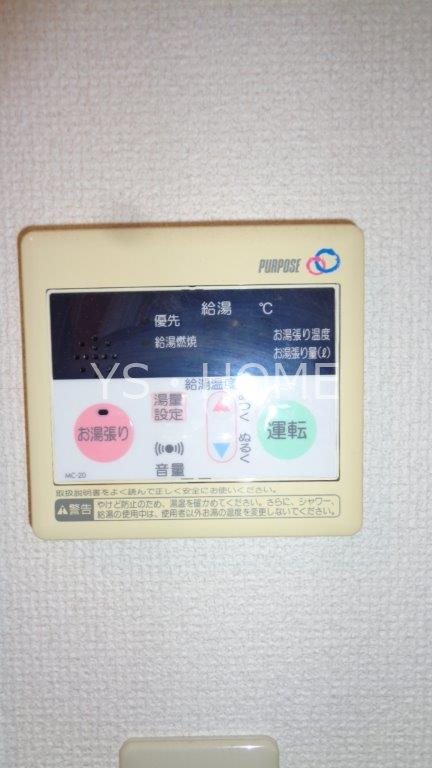 PURPOSE
給湯 ℃
優先
給湯燃焼
お湯張り温度
お湯張り量(ℓ)
YS・HOME
給湯温度
お湯張り
湯量
設定
あつく
ぬるく
運転
音量
MC-20
取扱説明書をよく読んで正しく安全にお使いください。
警告
やけど防止のため、湯温を確かめてください。さらに、シャワー、
給湯の使用中は、使用者以外お湯の温度を変更しないでください。